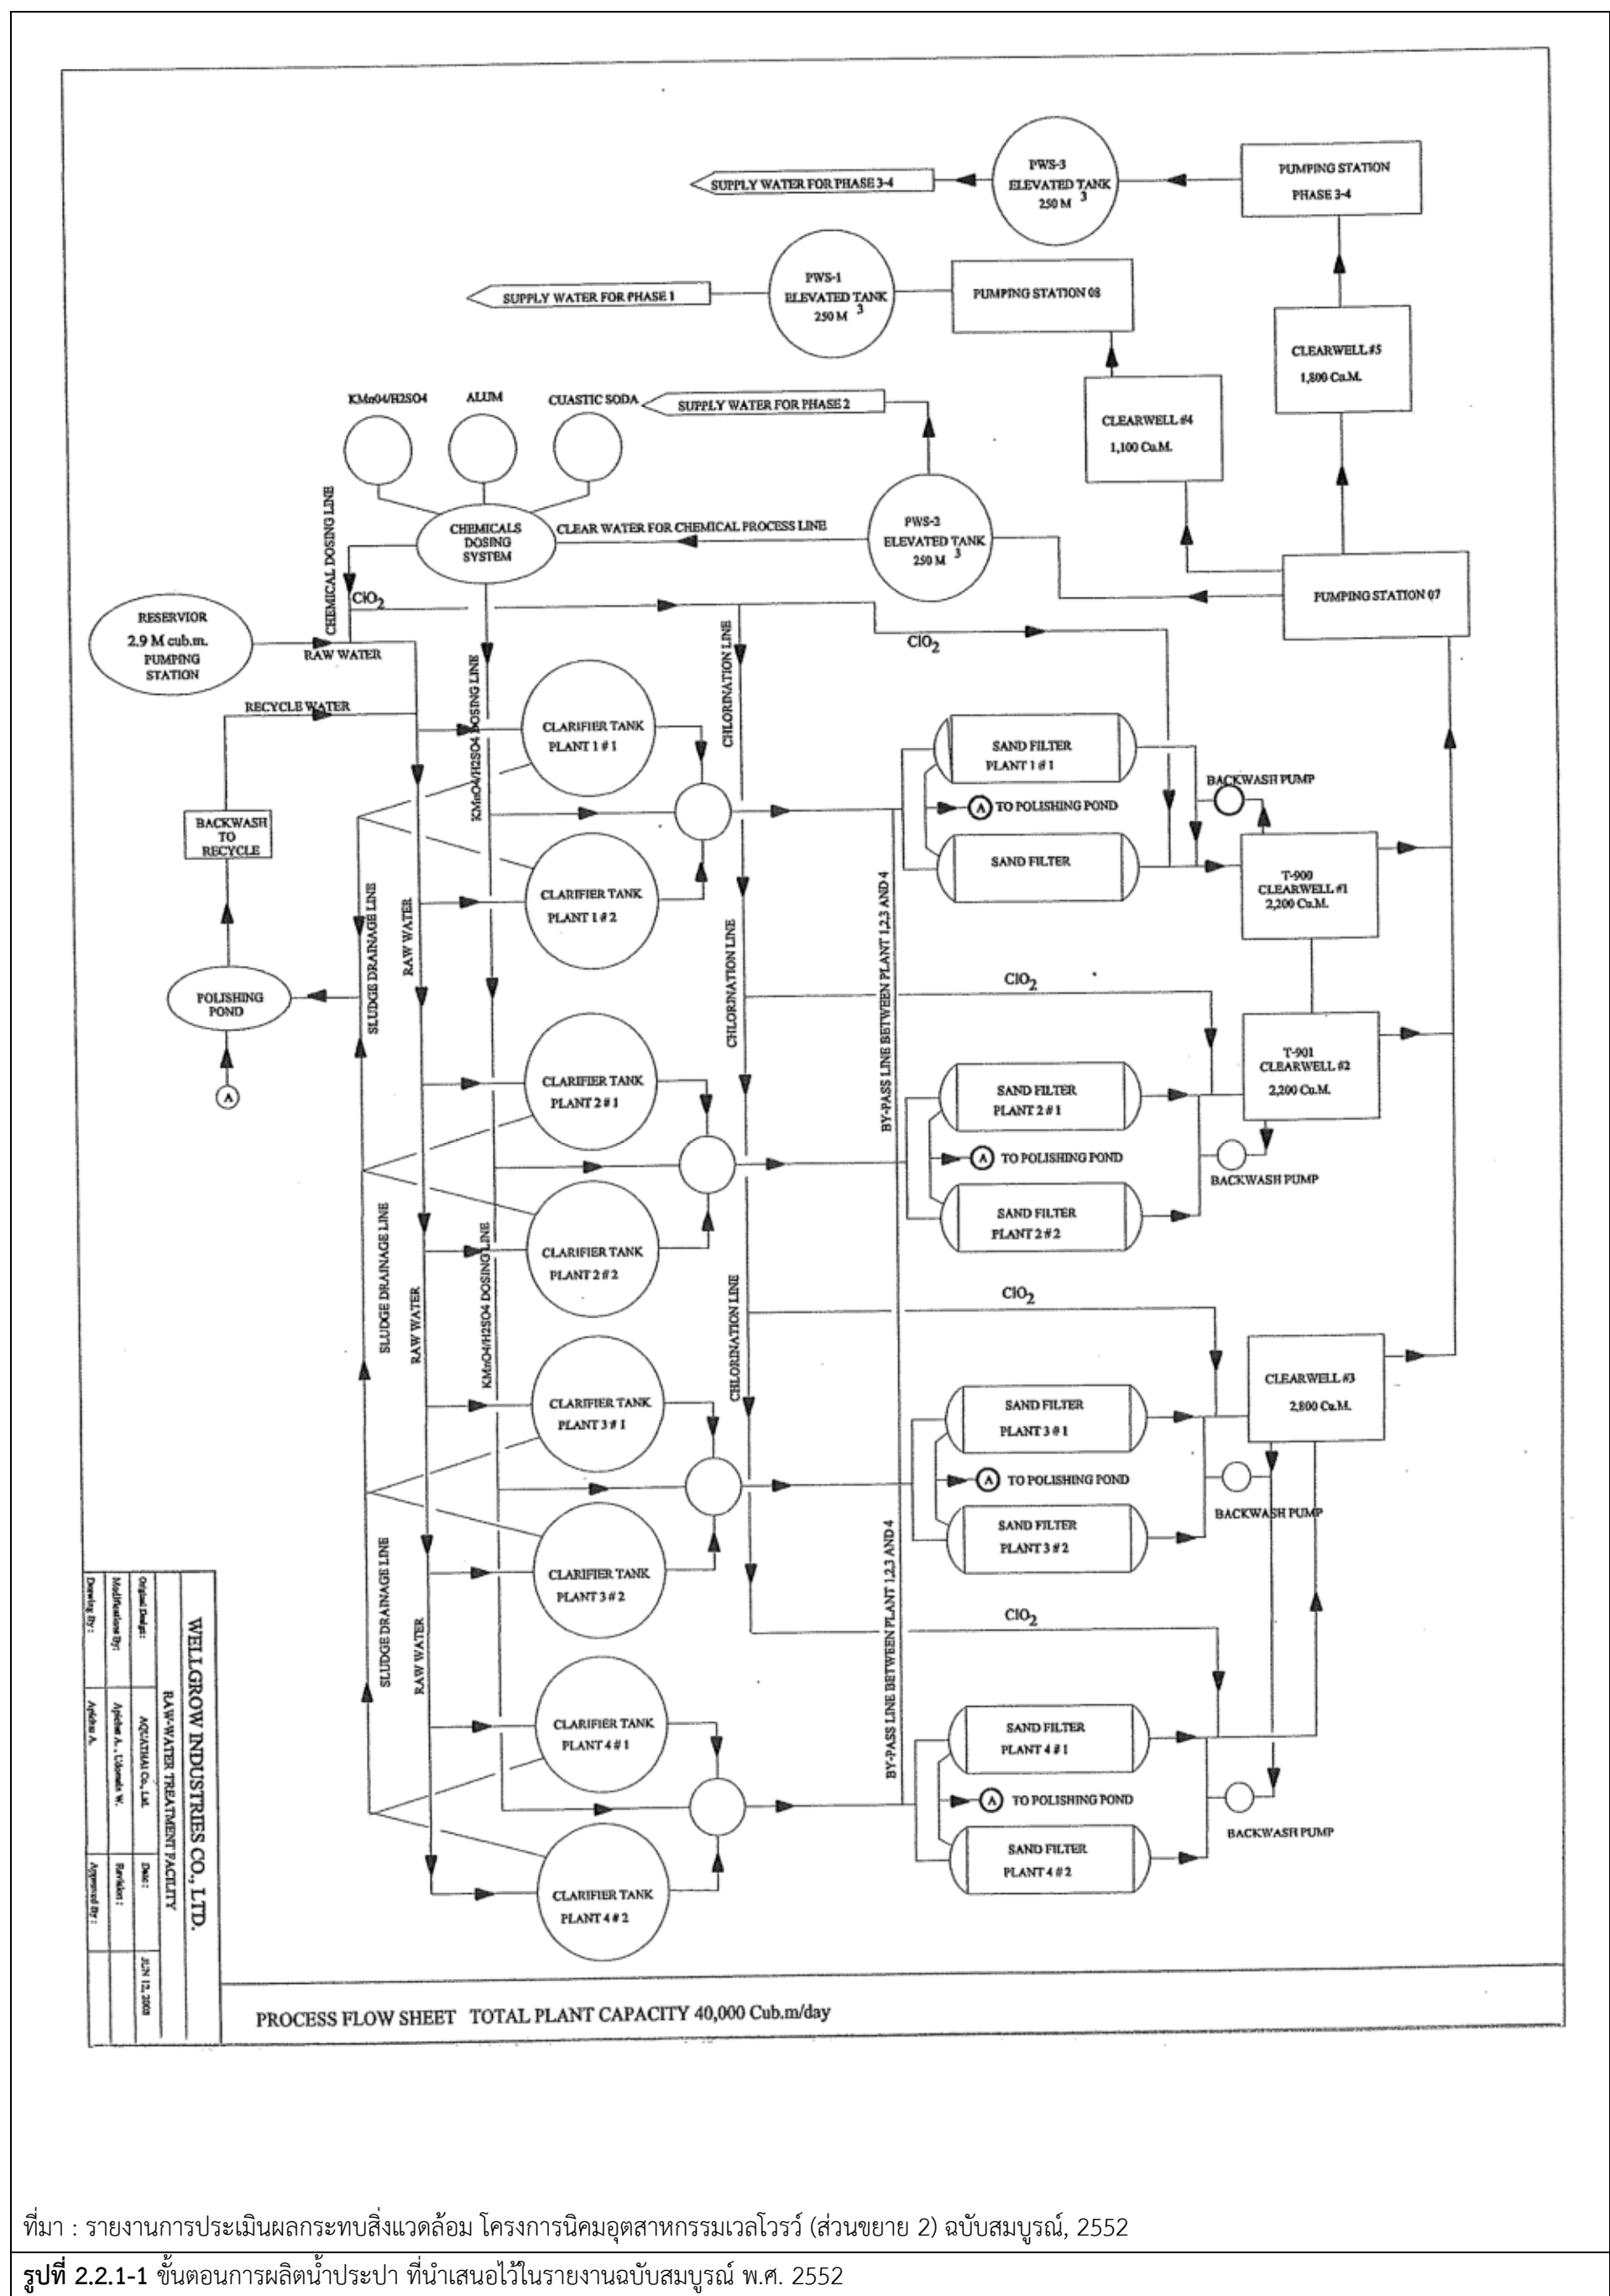 PWS-3
ELEVATED TANK
250 M 3
SUPPLY WATER FOR PHASE 3-4
PUMPING STATION
PHASE 3-4
PWS-1
ELEVATED TANK
250 M 3
SUPPLY WATER FOR PHASE 1
PUMPING STATION 08
CLEARWELL #5
1,800 Cu.M.
KMn04/H2SO4
ALUM
CUASTIC SODA
SUPPLY WATER FOR PHASE 2
CLEARWELL #4
1,100 Cu.M.
CHEMICAL DOSING LINE
CHEMICALS
DOSING
SYSTEM
CLEAR WATER FOR CHEMICAL PROCESS LINE
PWS-2
ELEVATED TANK
250 M 3
PUMPING STATION 07
ClO2
RESERVIOR
2.9 M cub.m.
PUMPING
STATION
RAW WATER
ClO2
CHLORINATION LINE
KMnO4/H2SO4 DOSING LINE
RECYCLE WATER
CLARIFIER TANK
PLANT 1 # 1
SAND FILTER
PLANT 1 # 1
BACKWASH PUMP
A TO POLISHING POND
BACKWASH
TO
RECYCLE
SAND FILTER
T-900
CLEARWELL #1
2,200 Cu.M.
CLARIFIER TANK
PLANT 1 # 2
SLUDGE DRAINAGE LINE
RAW WATER
CHLORINATION LINE
BY-PASS LINE BETWEEN PLANT 1,2,3 AND 4
POLISHING
POND
ClO2
A
CLARIFIER TANK
PLANT 2 # 1
SAND FILTER
PLANT 2 # 1
T-901
CLEARWELL #2
2,200 Cu.M.
A TO POLISHING POND
BACKWASH PUMP
SLUDGE DRAINAGE LINE
RAW WATER
KMnO4/H2SO4 DOSING LINE
CLARIFIER TANK
PLANT 2 # 2
SAND FILTER
PLANT 2 # 2
CHLORINATION LINE
ClO2
CLARIFIER TANK
PLANT 3 # 1
SAND FILTER
PLANT 3 # 1
CLEARWELL #3
2,800 Cu.M.
A TO POLISHING POND
BACKWASH PUMP
SLUDGE DRAINAGE LINE
RAW WATER
CLARIFIER TANK
PLANT 3 # 2
SAND FILTER
PLANT 3 # 2
BY-PASS LINE BETWEEN PLANT 1,2,3 AND 4
ClO2
CLARIFIER TANK
PLANT 4 # 1
SAND FILTER
PLANT 4 # 1
A TO POLISHING POND
BACKWASH PUMP
CLARIFIER TANK
PLANT 4 # 2
SAND FILTER
PLANT 4 # 2
WELLGROW INDUSTRIES CO., LTD.
RAW-WATER TREATMENT FACILITY
Original Design: AQUATHAI Co., Ltd. Date : JUN 12, 2003
Modifications By: Apichat A. , W. Revision :
Drawing By : Apichat A. Approved By :
PROCESS FLOW SHEET TOTAL PLANT CAPACITY 40,000 Cub.m/day
ที่มา : รายงานการประเมินผลกระทบสิ่งแวดล้อม โครงการนิคมอุตสาหกรรมเวลโกรว์ (ส่วนขยาย 2) ฉบับสมบูรณ์, 2552
รูปที่ 2.2.1-1 ขั้นตอนการผลิตน้ำประปา ที่นำเสนอไว้ในรายงานฉบับสมบูรณ์ พ.ศ. 2552